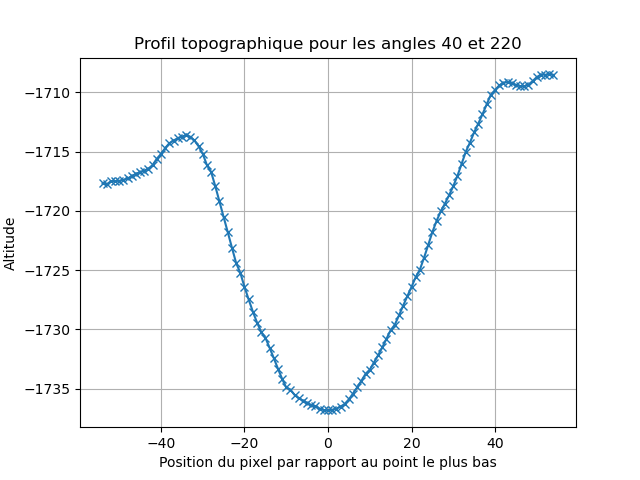 Profil topographique pour les angles 40 et 220
Altitude
−1710
−1715
−1720
−1725
−1730
−1735
−40 −20 0 20 40
Position du pixel par rapport au point le plus bas